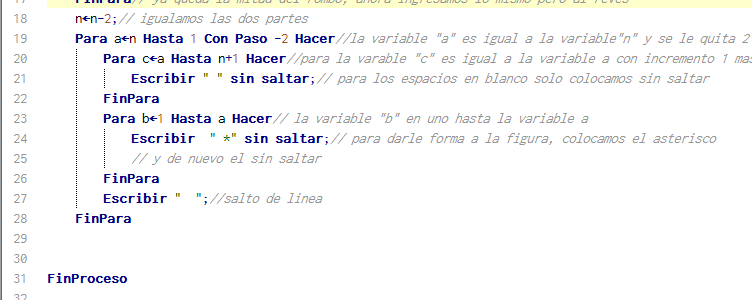 17 FinPara// ya queda la mitad del rombo, ahora ingresamos lo mismo pero al reves
18 n←n-2;// igualamos las dos partes
19 Para a←n Hasta 1 Con Paso -2 Hacer//la variable "a" es igual a la variable"n" y se le quita 2
20 Para c←a Hasta n+1 Hacer//para la varable "c" es igual a la variable a con incremento 1 mas
21 Escribir " " sin saltar;// para los espacios en blanco solo colocamos sin saltar
22 FinPara
23 Para b←1 Hasta a Hacer// la variable "b" en uno hasta la variable a
24 Escribir " *" sin saltar;// para darle forma a la figura, colocamos el asterisco
25 // y de nuevo el sin saltar
26 FinPara
27 Escribir "  ";//salto de linea
28 FinPara
29
30
31 FinProceso
32